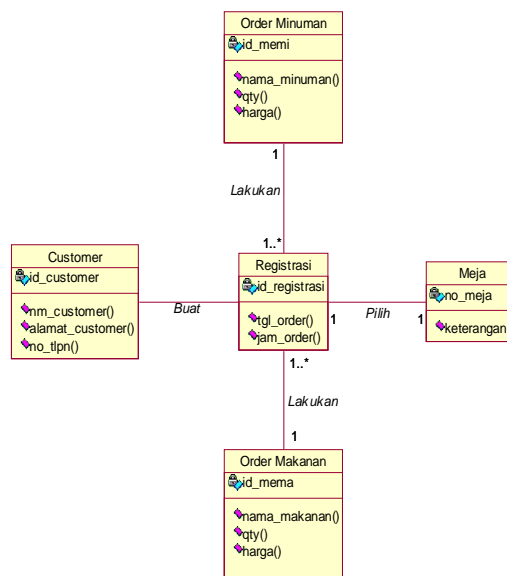 Order Minuman
id_memi
nama_minuman()
qty()
harga()
1
Lakukan
1..*
Customer
id_customer
nm_customer()
alamat_customer()
no_tlpn()
Buat
Registrasi
id_registrasi
tgl_order()
jam_order()
1
Pilih
1
Meja
no_meja
keterangan()
1..*
Lakukan
1
Order Makanan
id_mema
nama_makanan()
qty()
harga()